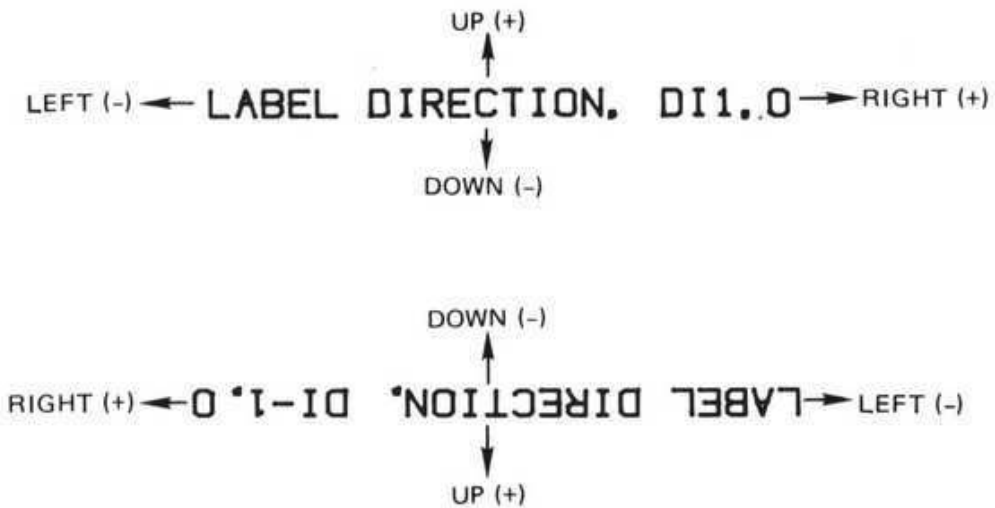 UP (+)
LEFT (-) LABEL DIRECTION, DI1,0 RIGHT (+)
DOWN (-)
DOWN (-)
RIGHT (+) LABEL DIRECTION, DI-1,0 LEFT (-)
UP (+)